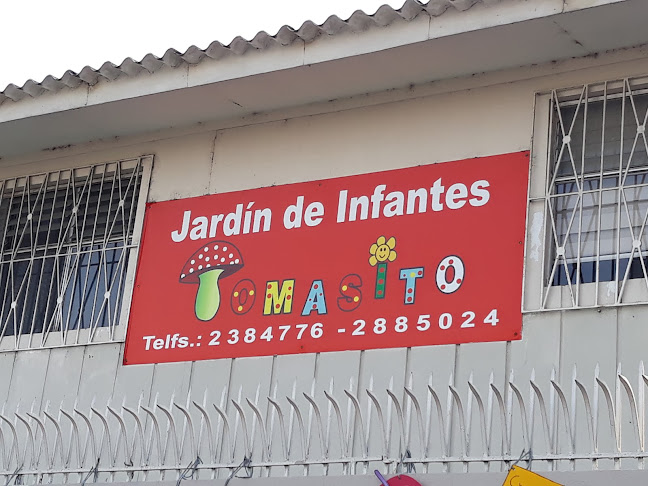 Jardín de Infantes
TOMASITO
Telfs.: 2384776 - 2885024